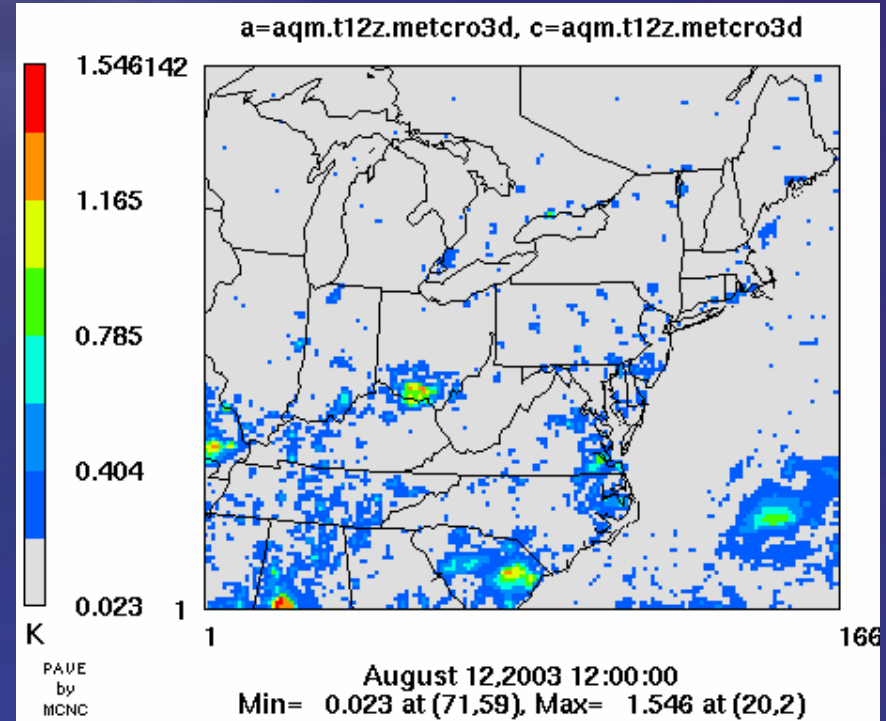 a=aqm.t12z.metcro3d, c=aqm.t12z.metcro3d
1.546
142
1.165
0.785
0.404
0.023
1
K
1
166
PAVE
by
MCNC
August 12,2003 12:00:00
Min= 0.023 at (71,59), Max= 1.546 at (20,2)